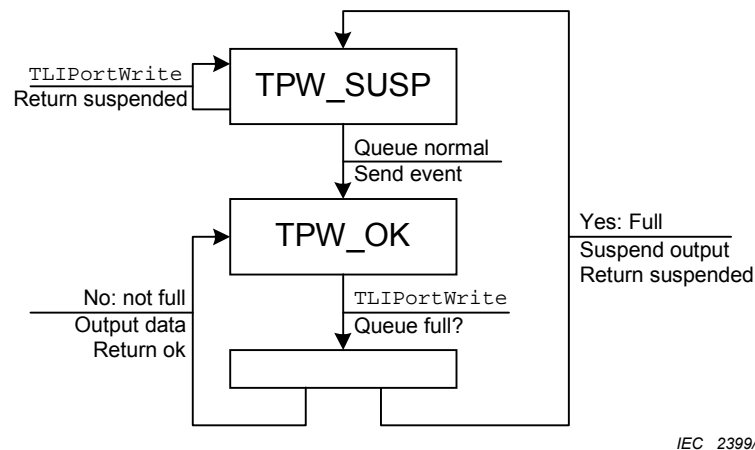 TLIPortWrite
Return suspended
TPW_SUSP
Queue normal
Send event
TPW_OK
Yes: Full
Suspend output
Return suspended
No: not full
Output data
Return ok
TLIPortWrite
Queue full?
IEC 2399/